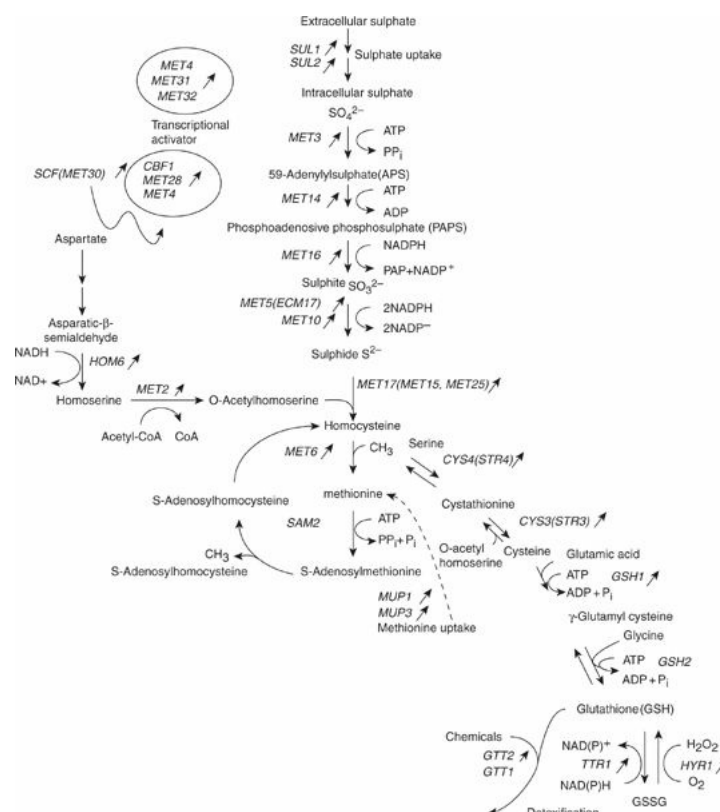 Extracellular sulphate
SUL1
SUL2
Sulphate uptake
Intracellular sulphate
SO₄²⁻
MET4
MET31
MET32
Transcriptional
activator
MET3
ATP
PPi
SCF(MET30)
CBF1
MET28
MET4
59-Adenylylsulphate(APS)
MET14
ATP
ADP
Phosphoadenosive phosphosulphate (PAPS)
Aspartate
MET16
NADPH
PAP+NADP⁺
Sulphite SO₃²⁻
MET5(ECM17)
MET10
2NADPH
2NADP⁻
Asparatic-β-
semialdehyde
Sulphide S²⁻
NADH
HOM6
NAD+
Homoserine
MET2
Acetyl-CoA
CoA
O-Acetylhomoserine
MET17(MET15, MET25)
Homocysteine
MET6
CH₃
Serine
CYS4(STR4)
S-Adenosylhomocysteine
methionine
Cystathionine
SAM2
ATP
PPi+Pi
CYS3(STR3)
O-acetyl
homoserine
Cysteine
Glutamic acid
CH₃
S-Adenosylhomocysteine
S-Adenosylmethionine
ATP
GSH1
ADP+Pi
MUP1
MUP3
Methionine uptake
γ-Glutamyl cysteine
Glycine
ATP
GSH2
ADP+Pi
Glutathione(GSH)
Chemicals
GTT2
GTT1
NAD(P)⁺
TTR1
NAD(P)H
H₂O₂
HYR1
O₂
GSSG
Detoxification